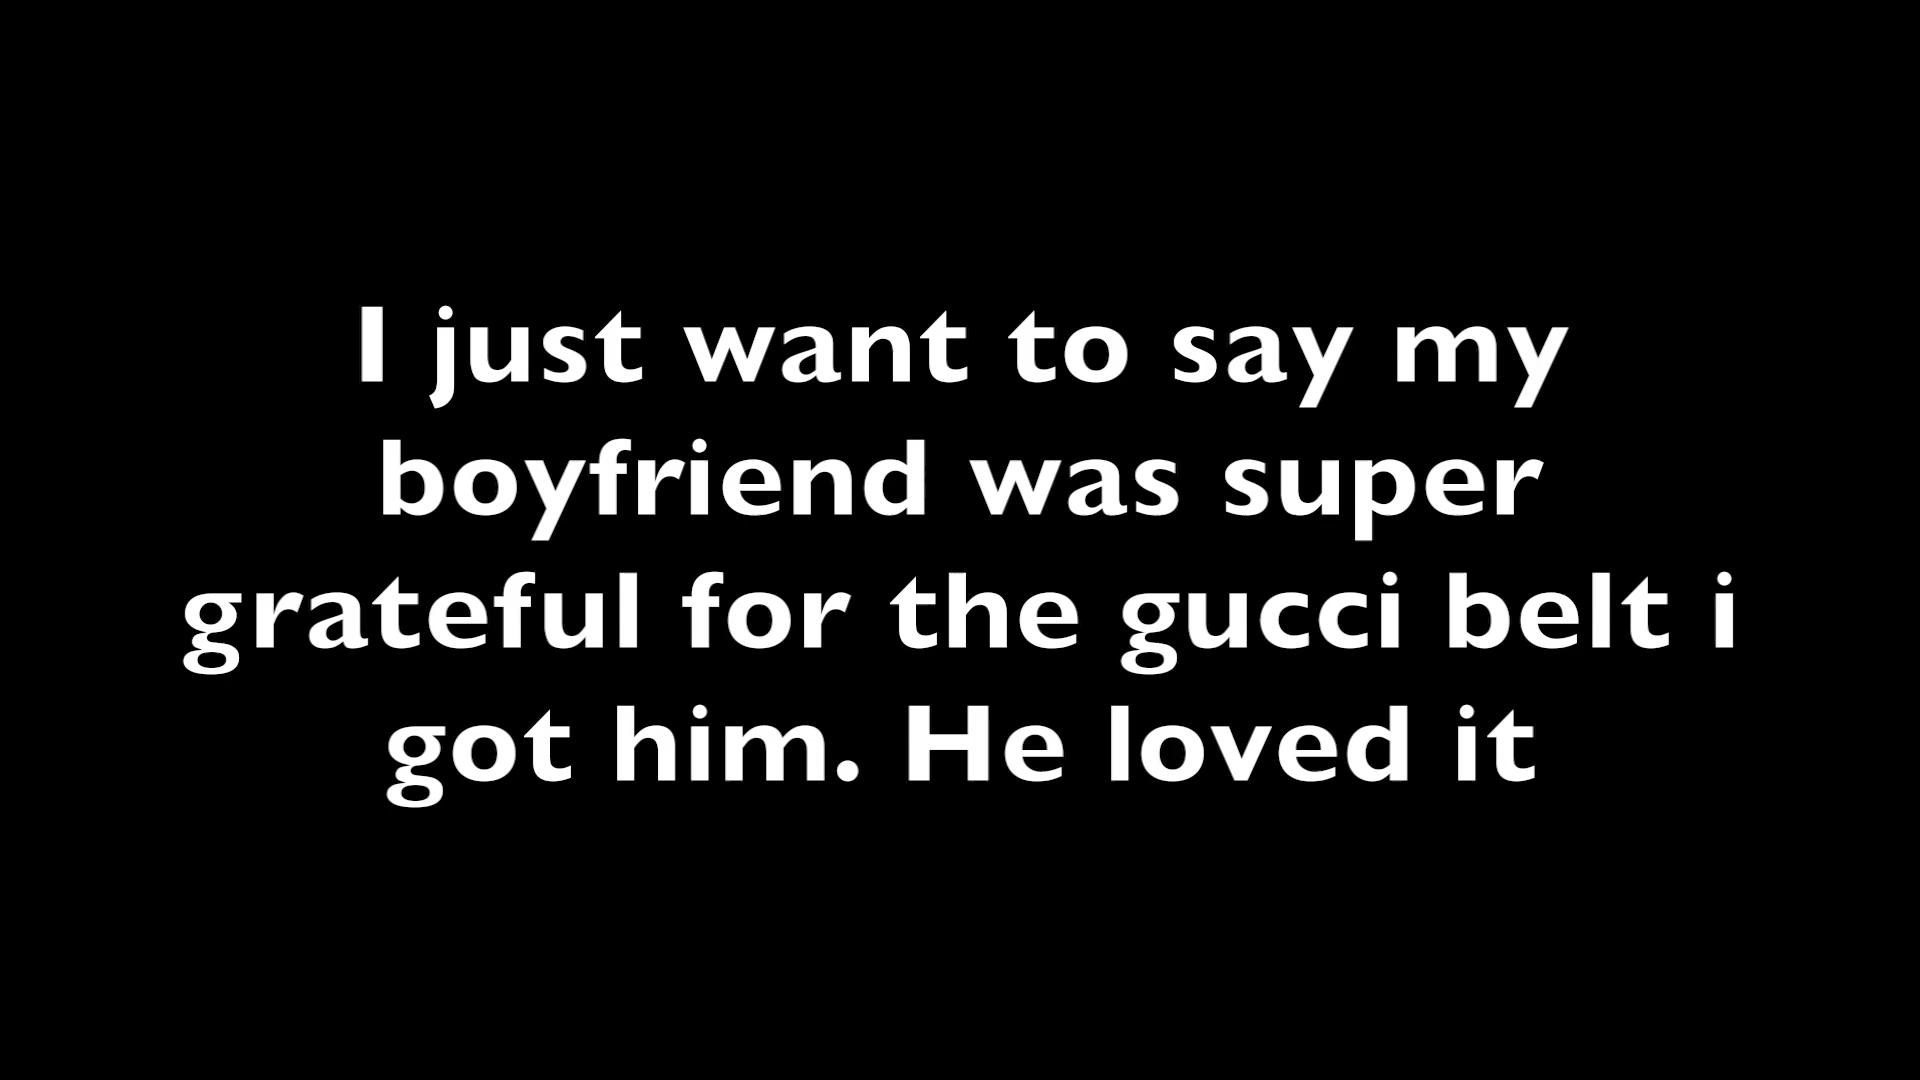 I just want to say my
boyfriend was super
grateful for the gucci belt i
got him. He loved it